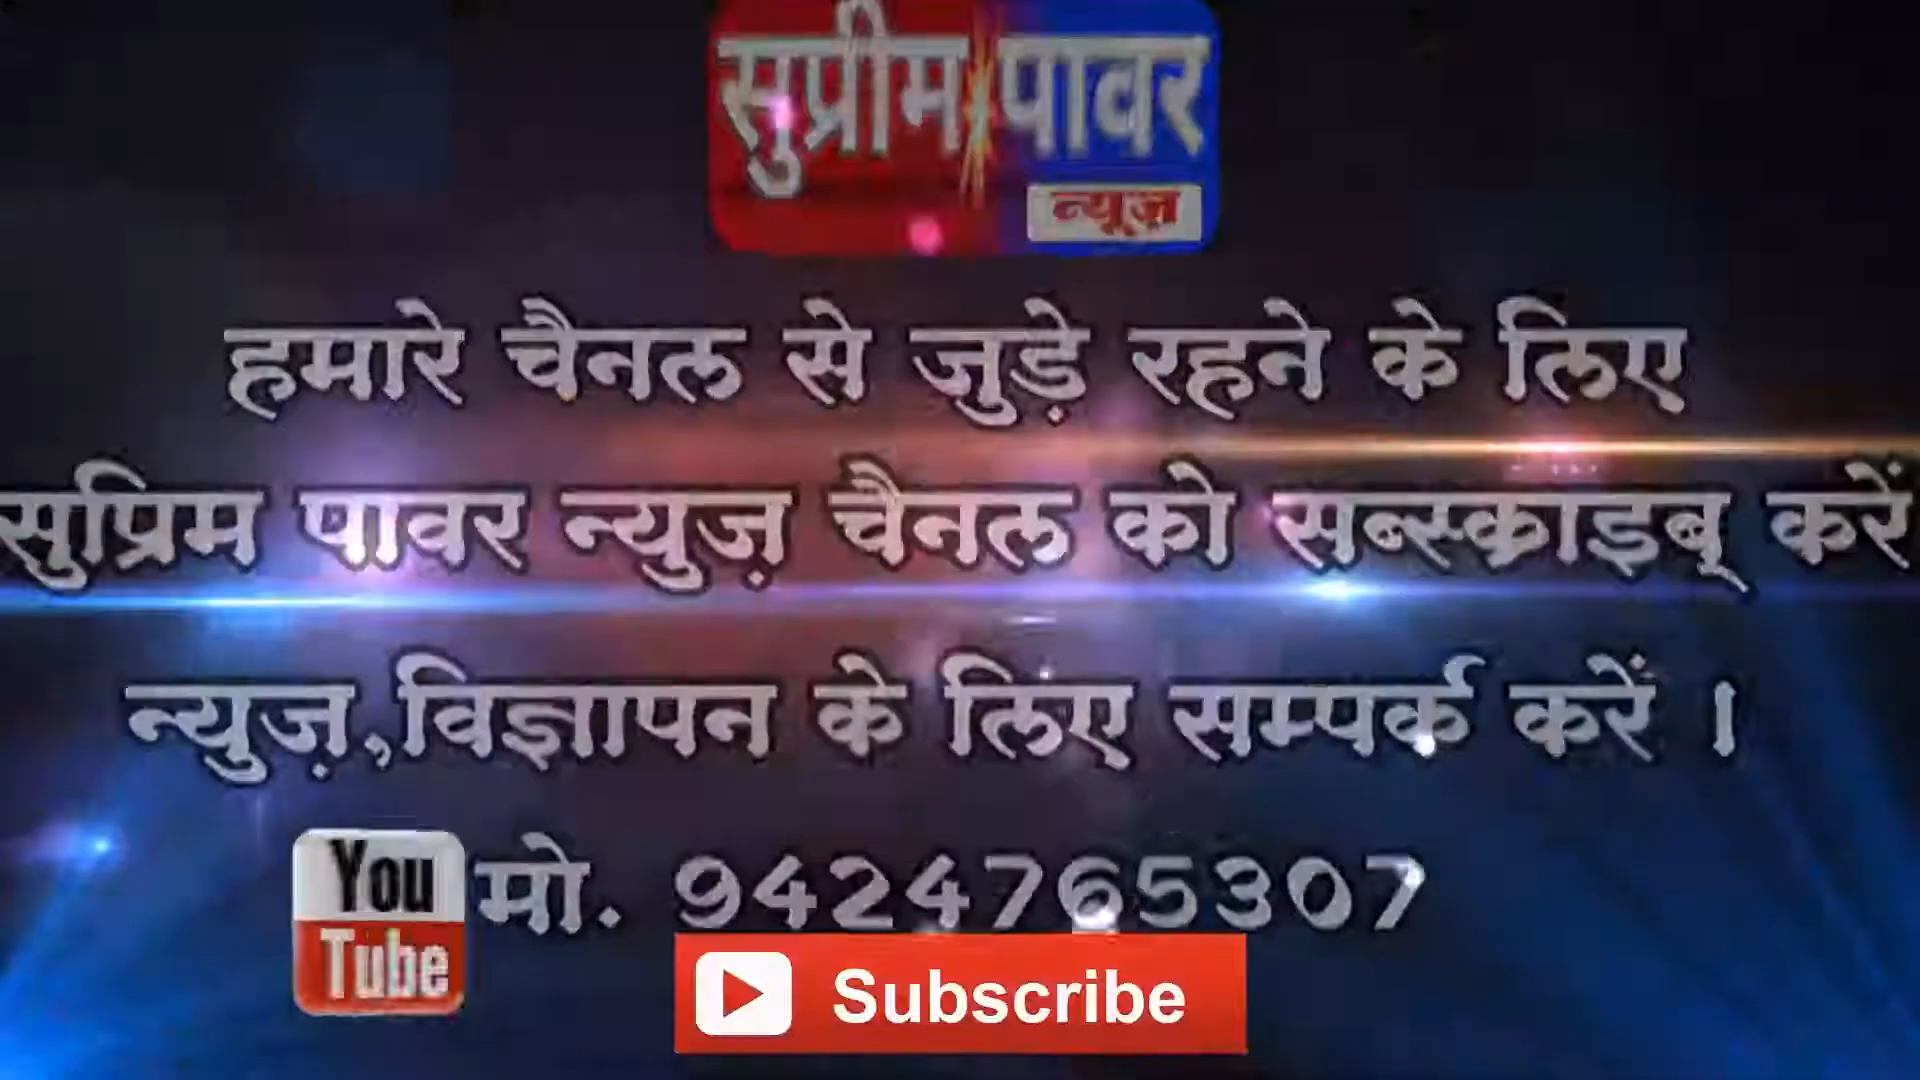 सुप्रीम पावर
न्यूज़
हमारे चैनल से जुड़े रहने के लिए
सुप्रिम पावर न्युज़ चैनल को सब्स्क्राइब् करें
न्युज़,विज्ञापन के लिए सम्पर्क करें ।
You
Tube
मो. 9424765307
Subscribe